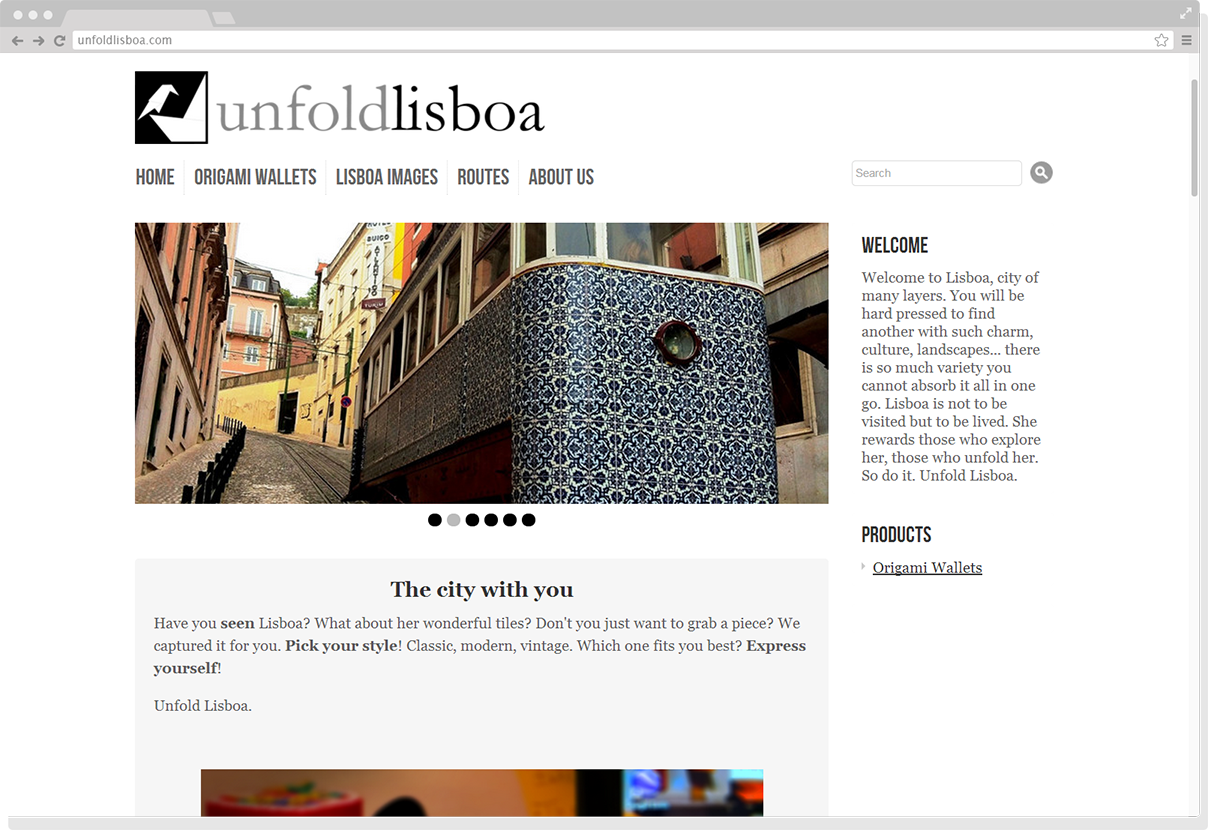 unfoldlisboa.com
unfoldlisboa
HOME ORIGAMI WALLETS LISBOA IMAGES ROUTES ABOUT US
Search
HOTEL
SUIÇO
ATLANTICO
WELCOME
Welcome to Lisboa, city of
many layers. You will be
hard pressed to find
another with such charm,
culture, landscapes... there
is so much variety you
cannot absorb it all in one
go. Lisboa is not to be
visited but to be lived. She
rewards those who explore
her, those who unfold her.
So do it. Unfold Lisboa.
PRODUCTS
Origami Wallets
The city with you
Have you seen Lisboa? What about her wonderful tiles? Don't you just want to grab a piece? We
captured it for you. Pick your style! Classic, modern, vintage. Which one fits you best? Express
yourself!
Unfold Lisboa.